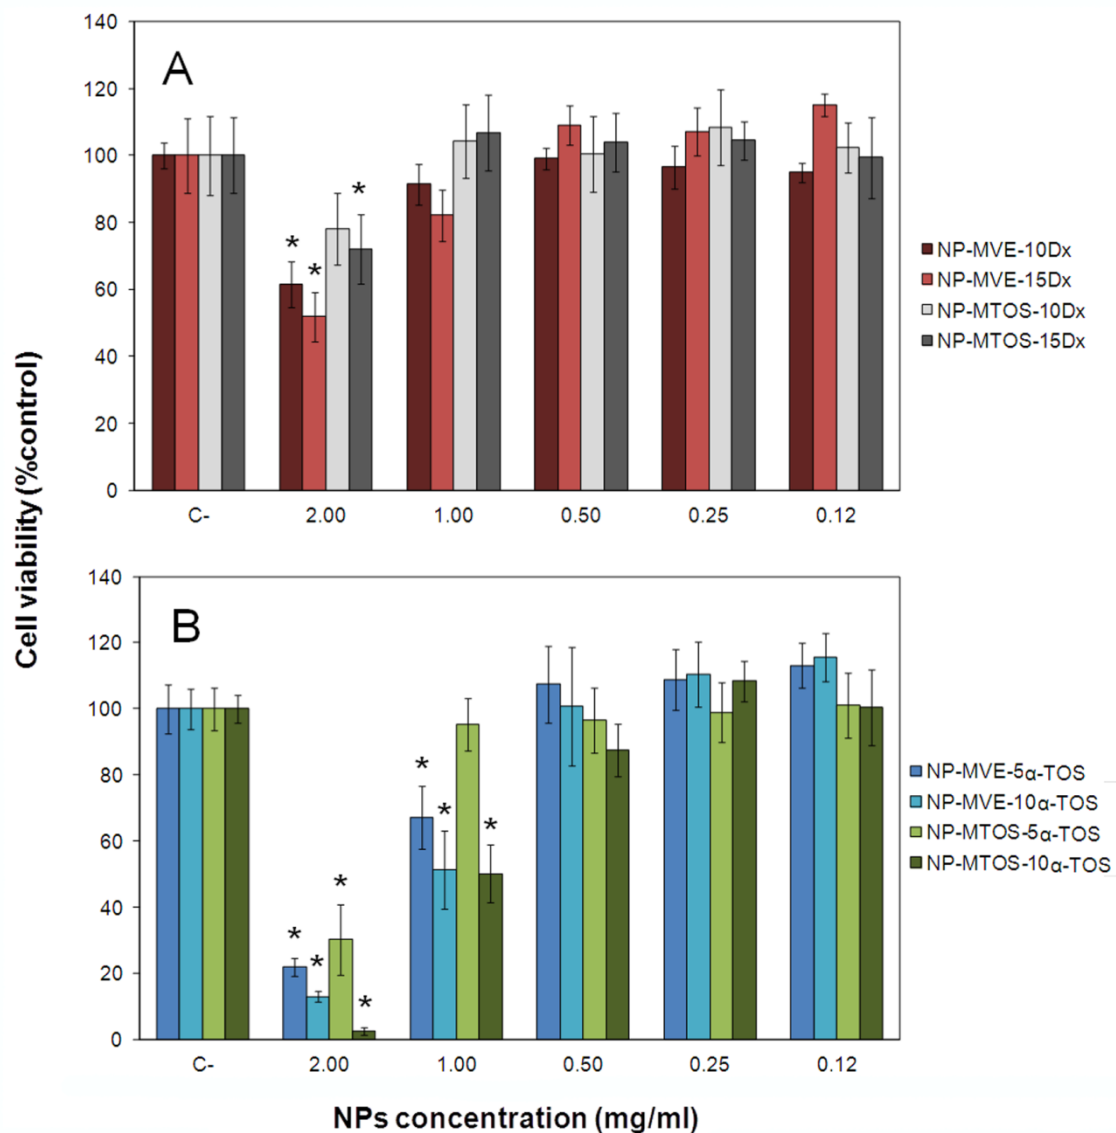 Cell viability (%control)
140
120
100
80
60
40
20
0
A
*
*
*
C-
2.00
1.00
0.50
0.25
0.12
NP-MVE-10Dx
NP-MVE-15Dx
NP-MTOS-10Dx
NP-MTOS-15Dx
140
120
100
80
60
40
20
0
B
*
*
*
*
*
*
*
C-
2.00
1.00
0.50
0.25
0.12
NP-MVE-5α-TOS
NP-MVE-10α-TOS
NP-MTOS-5α-TOS
NP-MTOS-10α-TOS
NPs concentration (mg/ml)